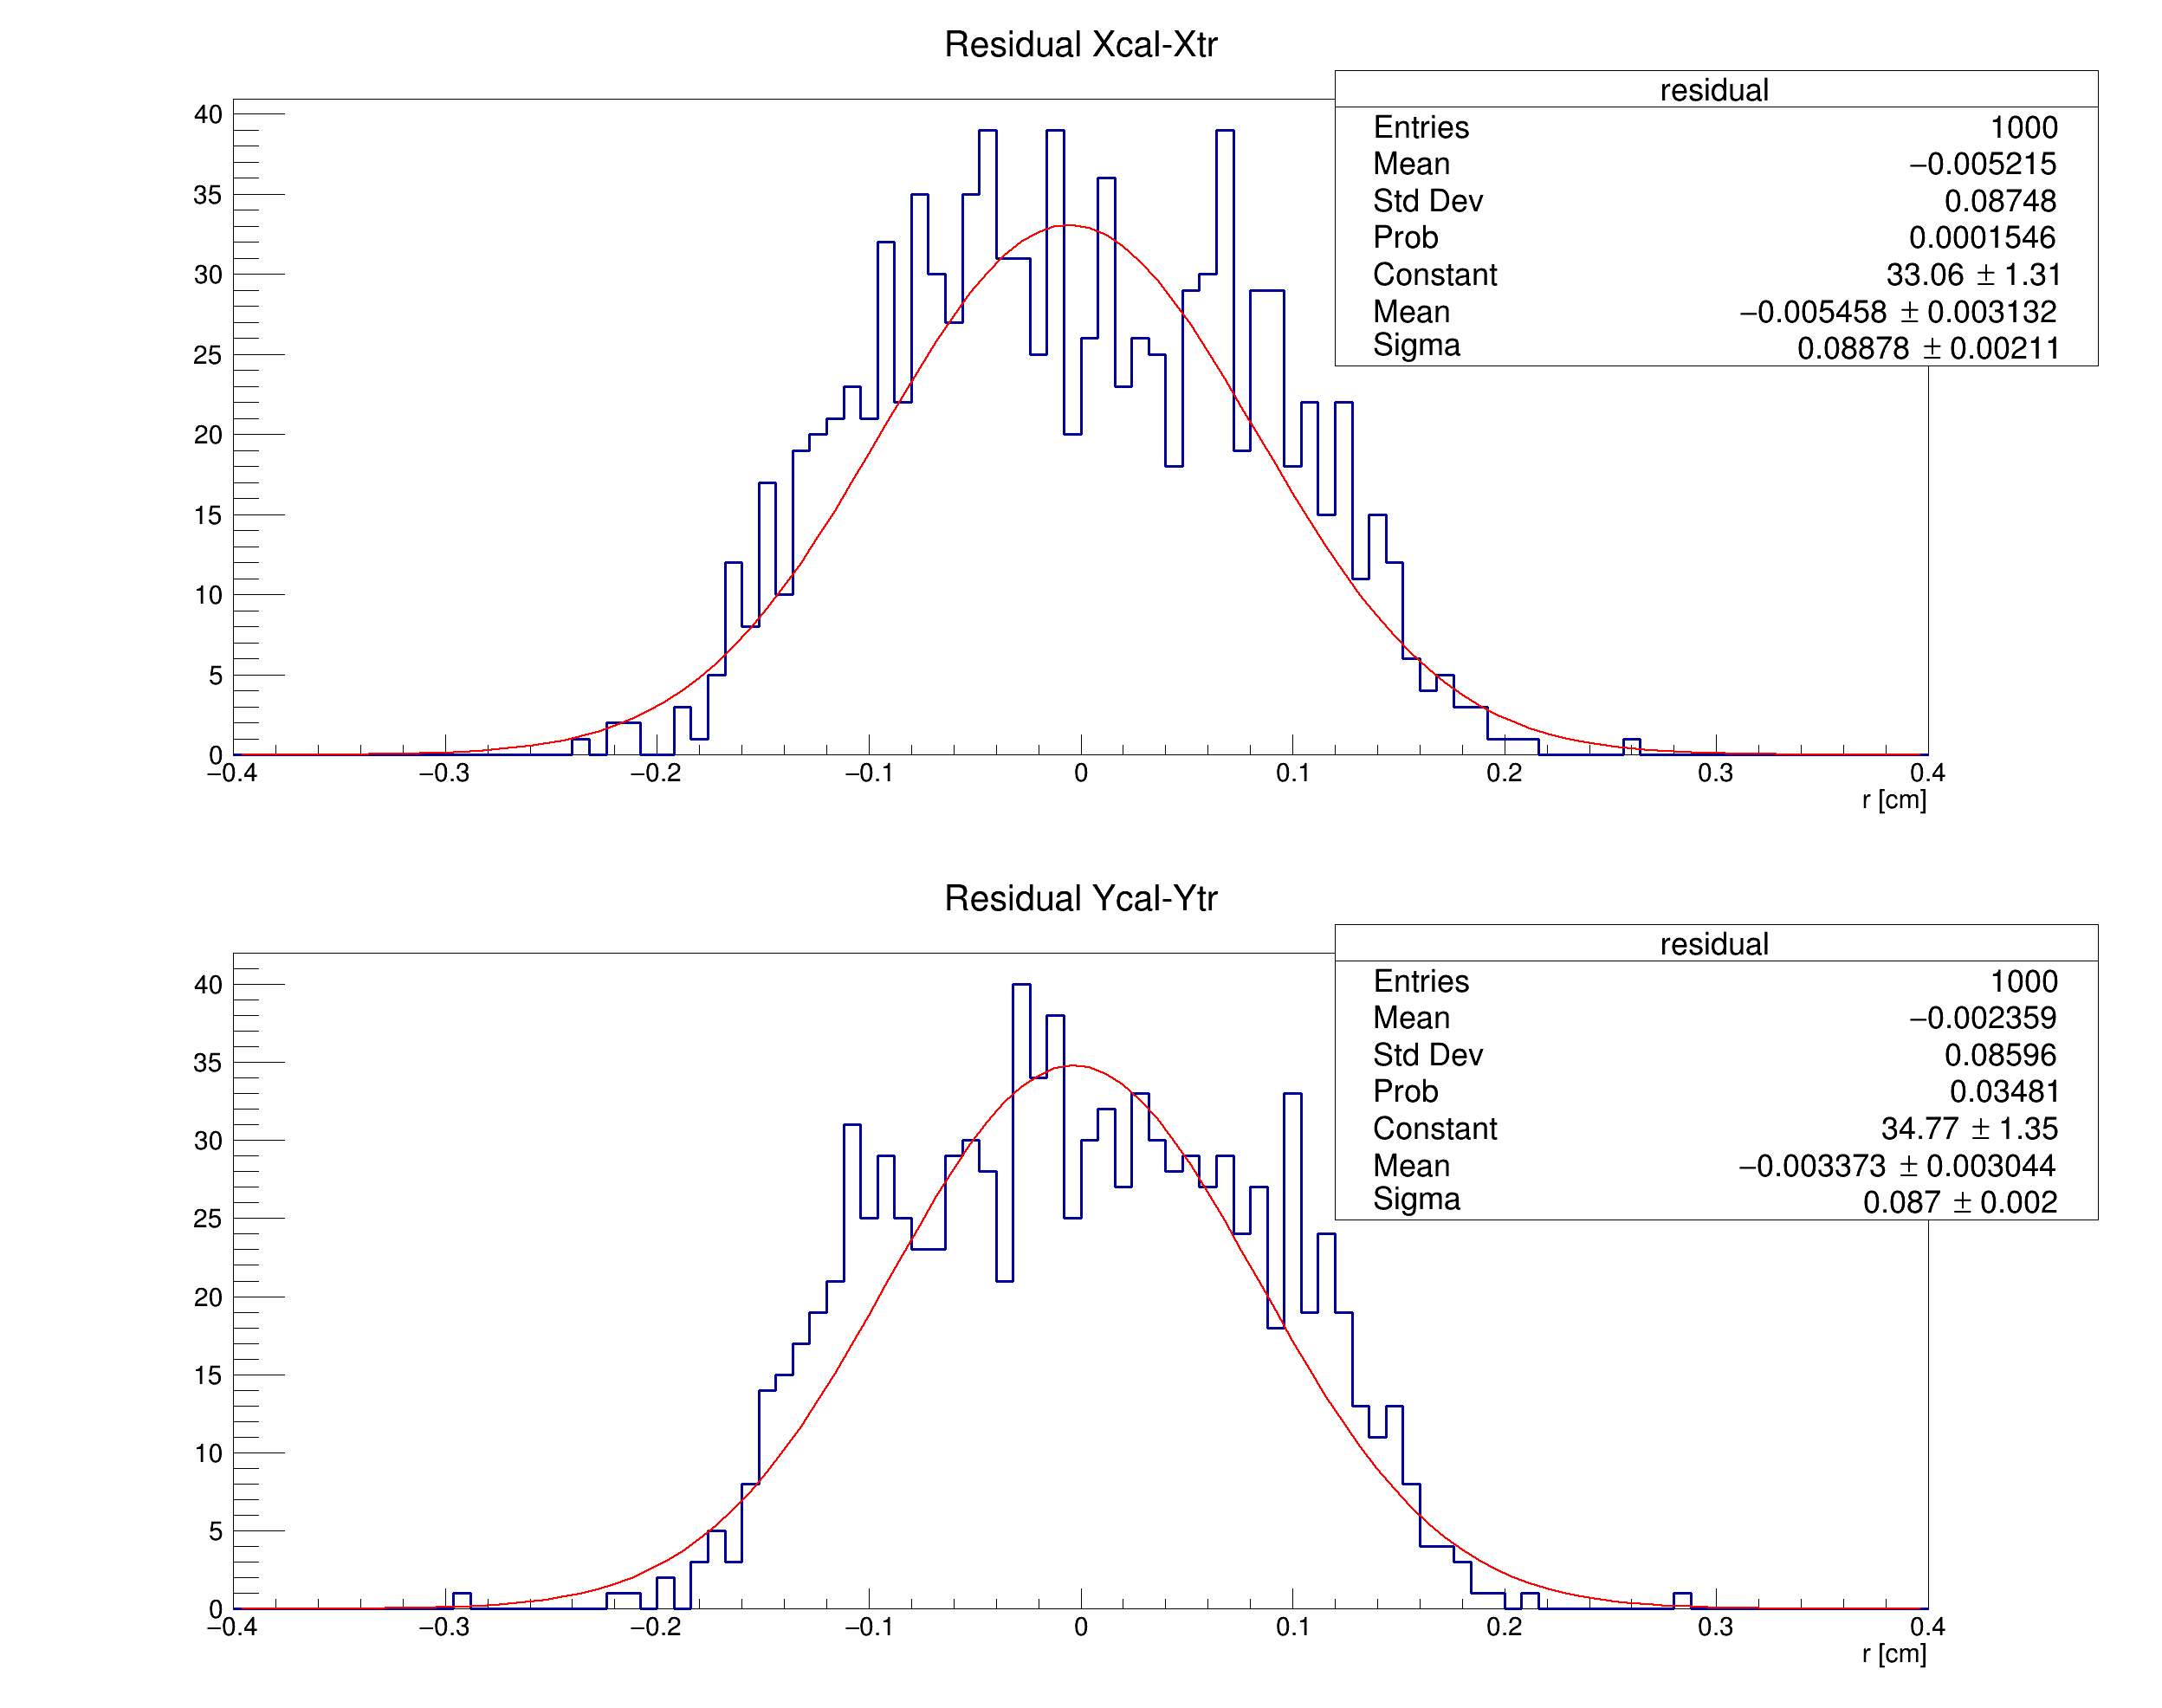 Residual Xcal-Xtr
residual
Entries 1000
Mean −0.005215
Std Dev 0.08748
Prob 0.0001546
Constant 33.06 ± 1.31
Mean −0.005458 ± 0.003132
Sigma 0.08878 ± 0.00211
40
35
30
25
20
15
10
5
0
−0.4 −0.3 −0.2 −0.1 0 0.1 0.2 0.3 0.4
r [cm]
Residual Ycal-Ytr
residual
Entries 1000
Mean −0.002359
Std Dev 0.08596
Prob 0.03481
Constant 34.77 ± 1.35
Mean −0.003373 ± 0.003044
Sigma 0.087 ± 0.002
40
35
30
25
20
15
10
5
0
−0.4 −0.3 −0.2 −0.1 0 0.1 0.2 0.3 0.4
r [cm]